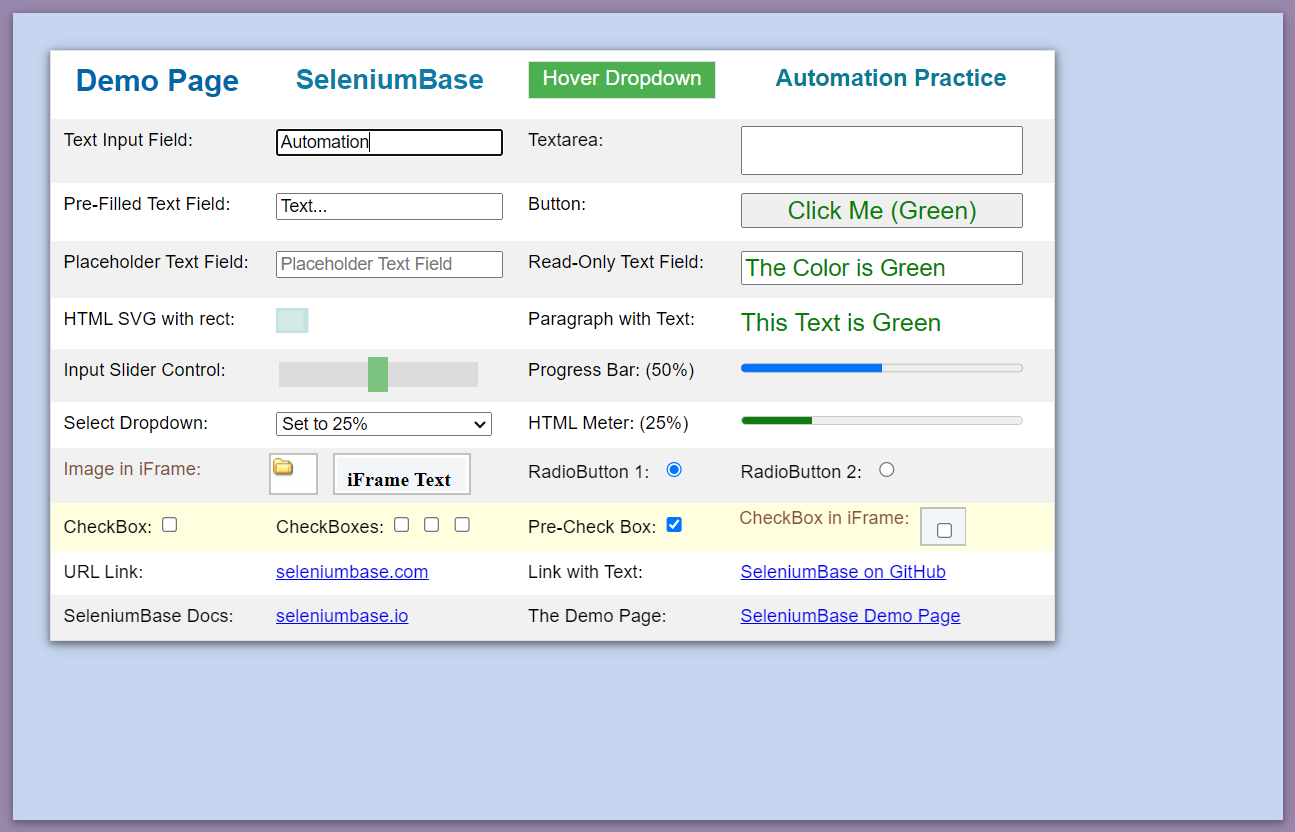 Demo Page SeleniumBase Hover Dropdown Automation Practice
Text Input Field: Automation Textarea:
Pre-Filled Text Field: Text... Button: Click Me (Green)
Placeholder Text Field: Placeholder Text Field Read-Only Text Field: The Color is Green
HTML SVG with rect: Paragraph with Text: This Text is Green
Input Slider Control: Progress Bar: (50%)
Select Dropdown: Set to 25% HTML Meter: (25%)
Image in iFrame: iFrame Text RadioButton 1: RadioButton 2:
CheckBox: CheckBoxes: Pre-Check Box: CheckBox in iFrame:
URL Link: seleniumbase.com Link with Text: SeleniumBase on GitHub
SeleniumBase Docs: seleniumbase.io The Demo Page: SeleniumBase Demo Page